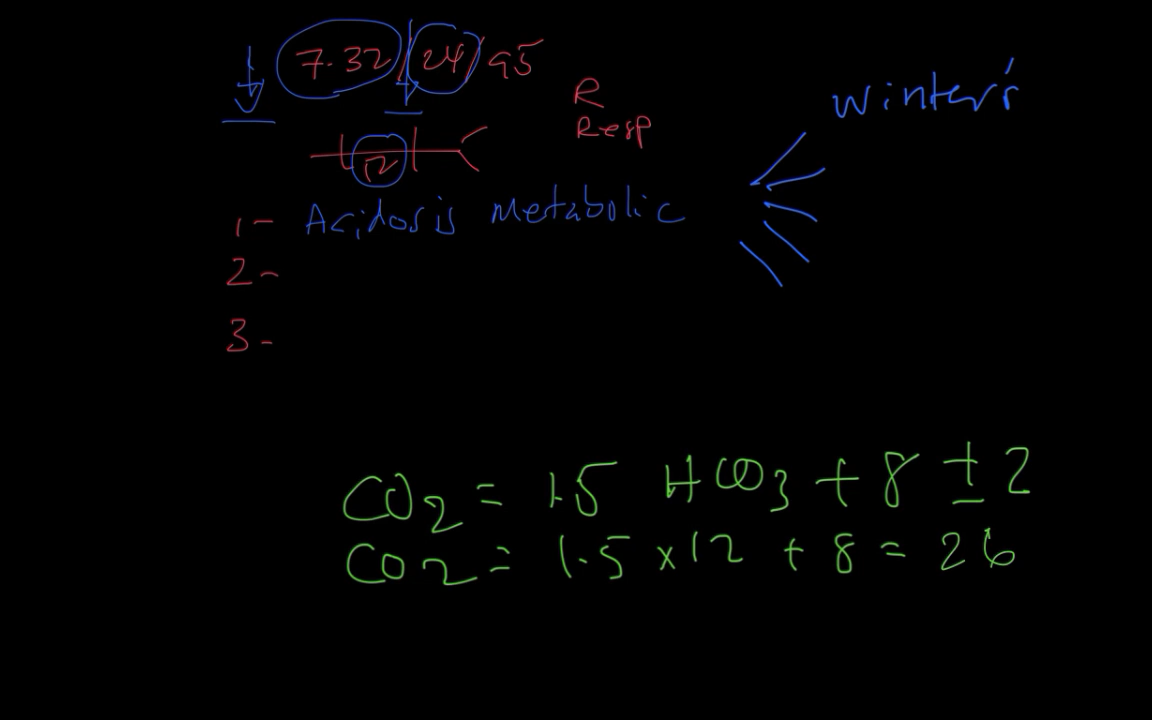 7.32/24/95
R
Resp
Winter's
12
1- Acidosis Metabolic
2-
3-
CO2 = 1.5 HCO3 + 8 ± 2
CO2 = 1.5 x 12 + 8 = 26